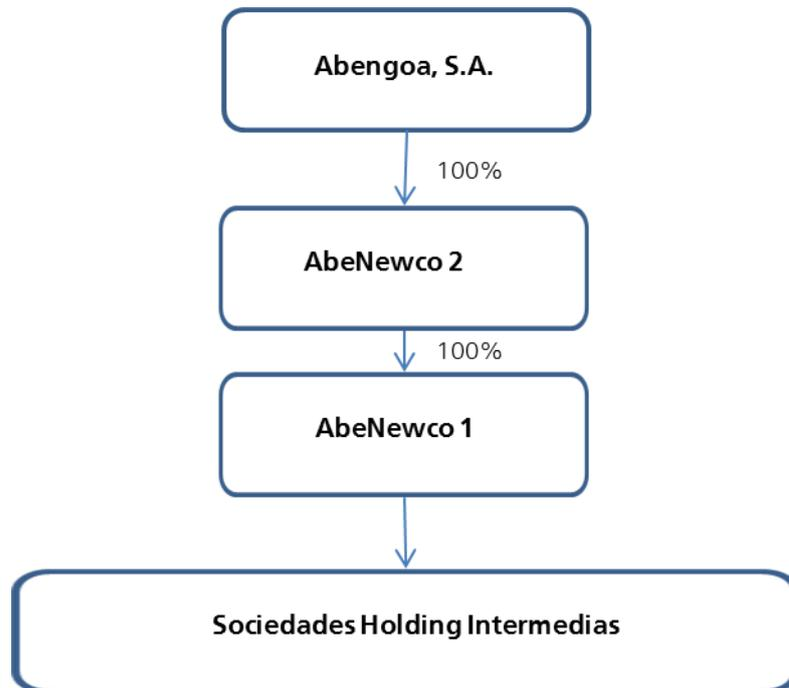 Abengoa, S.A.
100%
AbeNewco 2
100%
AbeNewco 1
Sociedades Holding Intermedias